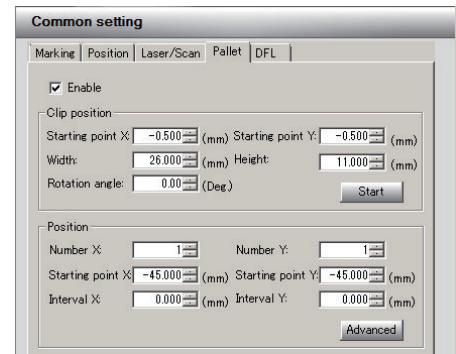 Common setting
Marking Position Laser/Scan Pallet DFL
Enable
Clip position
Starting point X: -0.500 (mm) Starting point Y: -0.500 (mm)
Width: 26.000 (mm) Height: 11.000 (mm)
Rotation angle: 0.00 (Deg.)
Start
Position
Number X: 1 Number Y: 1
Starting point X: -45.000 (mm) Starting point Y: -45.000 (mm)
Interval X: 0.000 (mm) Interval Y: 0.000 (mm)
Advanced